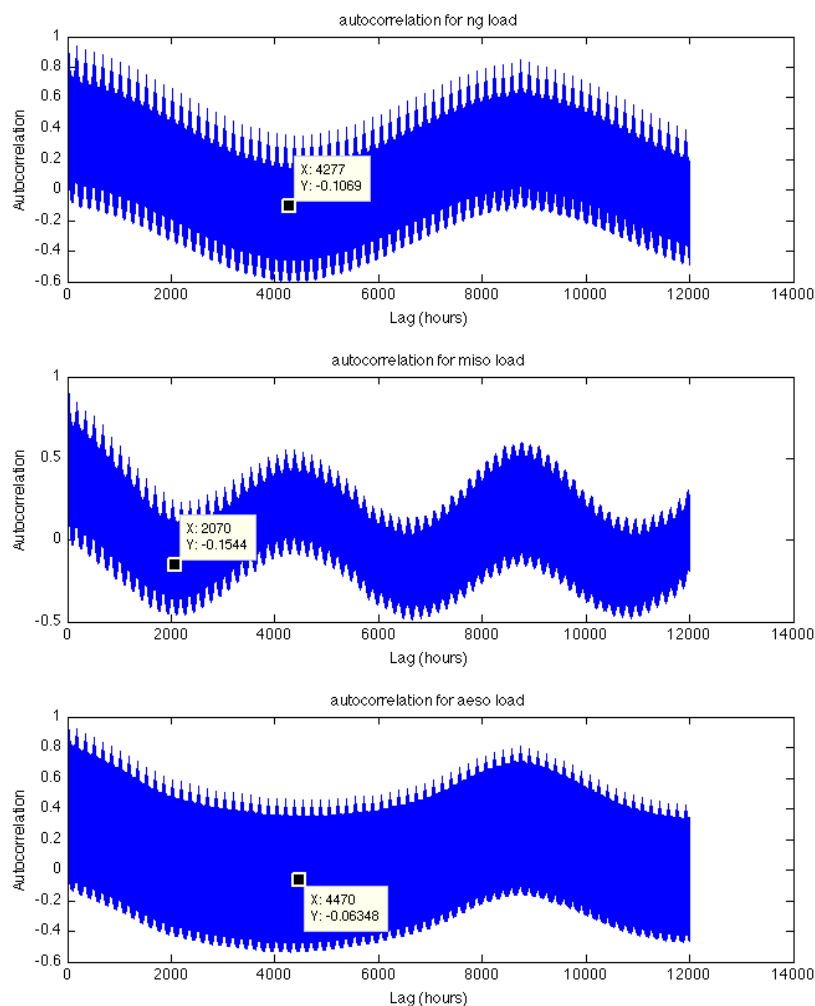 autocorrelation for ng load
1
0.8
0.6
0.4
0.2
0
-0.2
-0.4
-0.6
Autocorrelation
X: 4277
Y: -0.1069
0 2000 4000 6000 8000 10000 12000 14000
Lag (hours)
autocorrelation for miso load
1
0.5
0
-0.5
Autocorrelation
X: 2070
Y: -0.1544
0 2000 4000 6000 8000 10000 12000 14000
Lag (hours)
autocorrelation for aeso load
1
0.8
0.6
0.4
0.2
0
-0.2
-0.4
-0.6
Autocorrelation
X: 4470
Y: -0.06348
0 2000 4000 6000 8000 10000 12000 14000
Lag (hours)